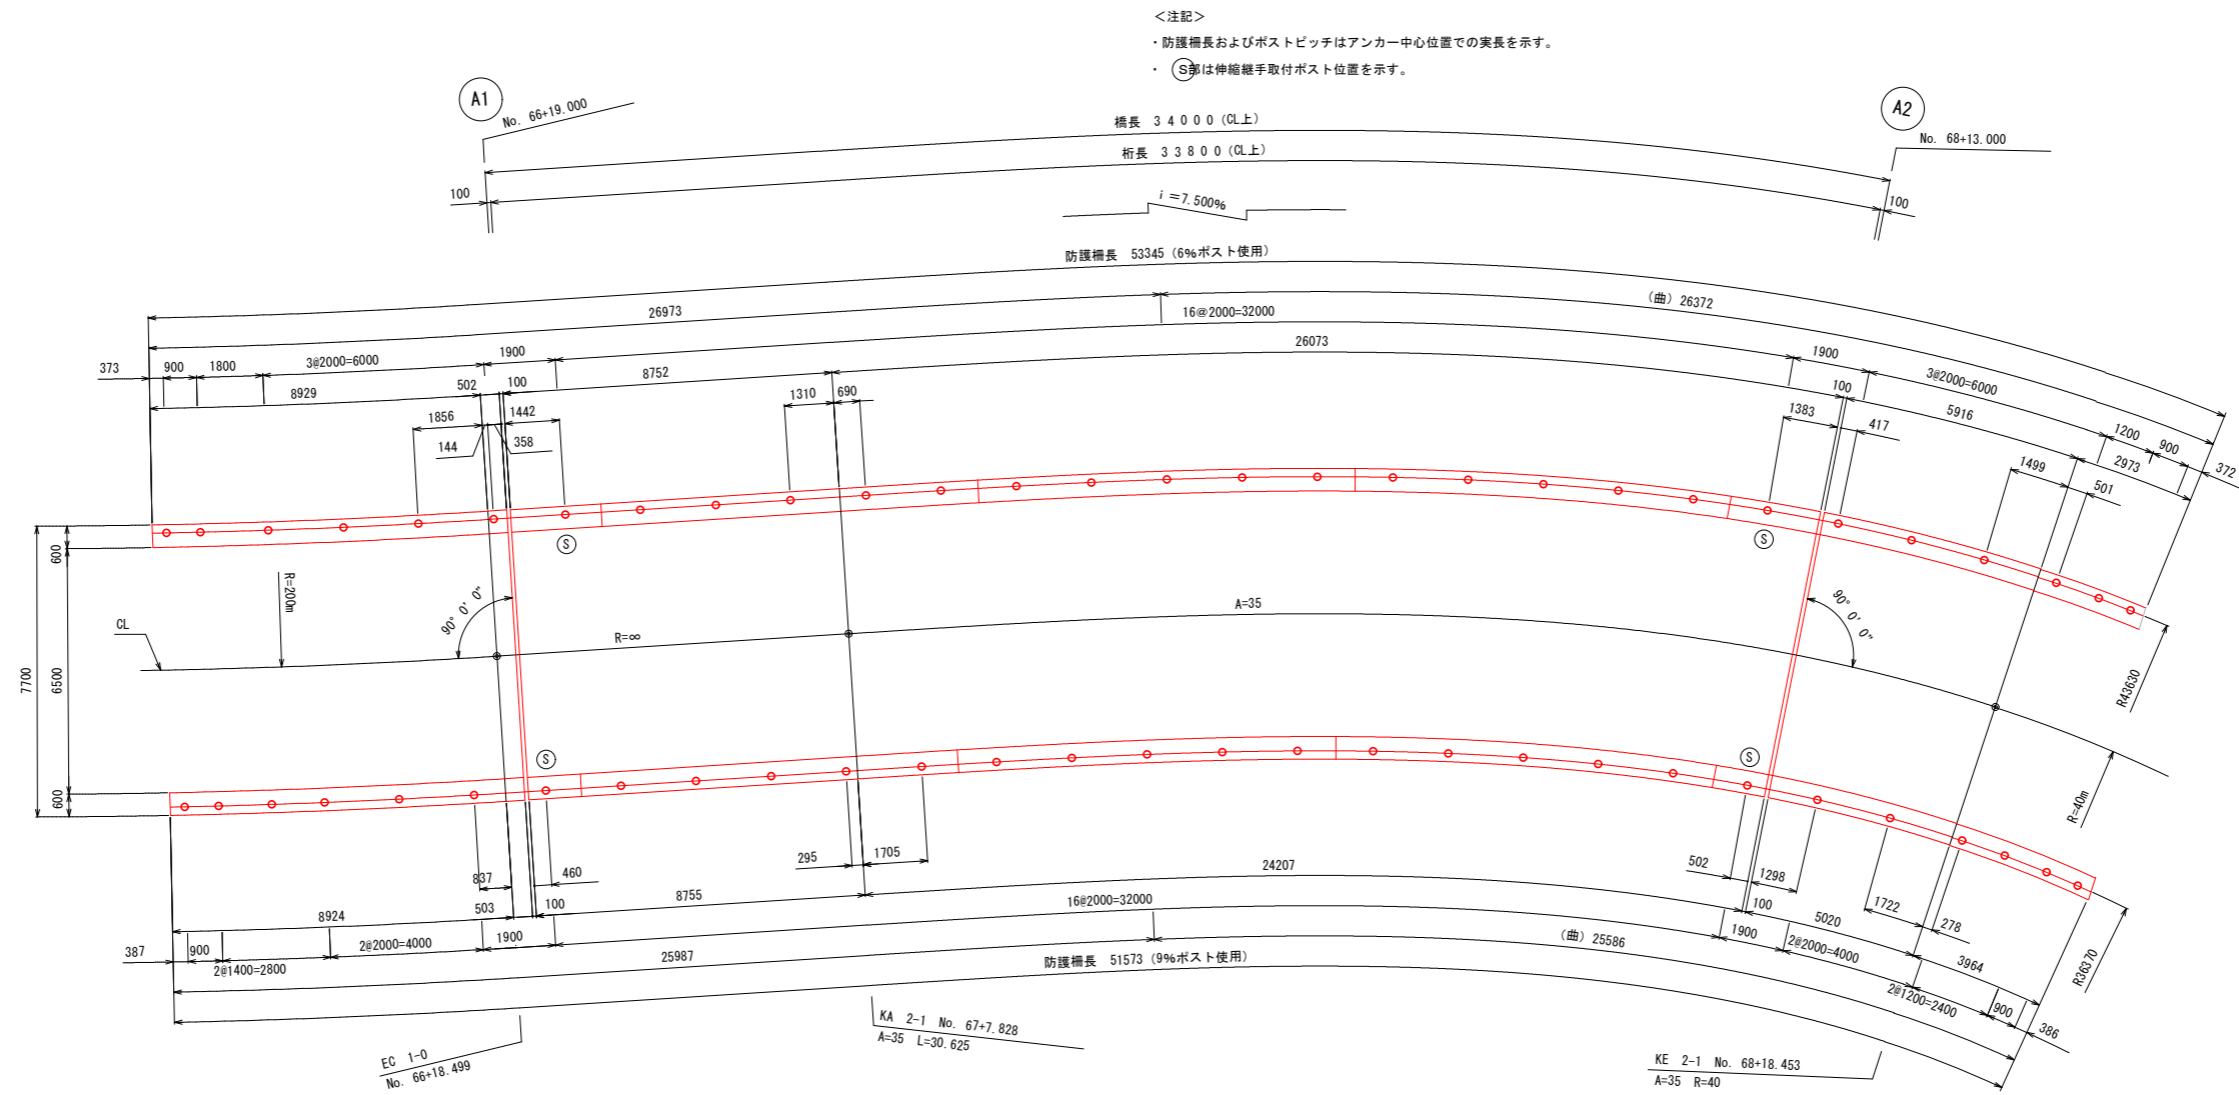 ＜注記＞
・防護柵長およびポストピッチはアンカー中心位置での実長を示す。
・ Ⓢ部は伸縮継手取付ポスト位置を示す。
A1
No. 66+19.000
A2
No. 68+13.000
橋長 34000(CL上)
桁長 33800(CL上)
100
100
i =7.500%
防護柵長 53345（6%ポスト使用）
26973
（曲）26372
16@2000=32000
373
900
1800
3@2000=6000
1900
1900
3@2000=6000
1200
900
372
8929
502
100
8752
26073
100
5916
2973
1856
144
1442
358
1310
690
1383
417
1499
501
S
S
600
6500
600
7700
R=200m
CL
90° 0' 0"
R=∞
A=35
90° 0' 0"
R43630
R=40m
R36370
S
S
837
460
295
1705
502
1298
1722
278
8924
503
100
8755
24207
100
5020
3964
387
900
2@1400=2800
2@2000=4000
1900
16@2000=32000
1900
2@2000=4000
2@1200=2400
900
386
25987
（曲）25586
防護柵長 51573（9%ポスト使用）
EC 1-0
No. 66+18.499
KA 2-1 No. 67+7.828
A=35 L=30.625
KE 2-1 No. 68+18.453
A=35 R=40